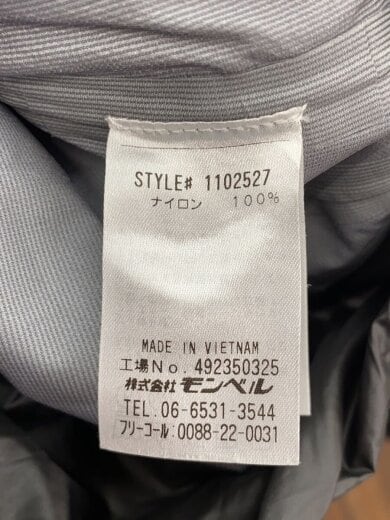 STYLE# 1102527
ナイロン 100%
MADE IN VIETNAM
工場No. 492350325
株式会社 モンベル
TEL. 06-6531-3544
フリーコール: 0088-22-0031